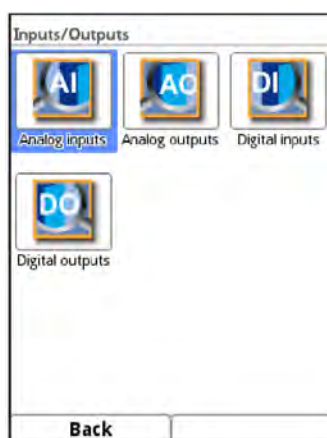 Inputs/Outputs
AI AO DI
Analog inputs Analog outputs Digital inputs
DO
Digital outputs
Back